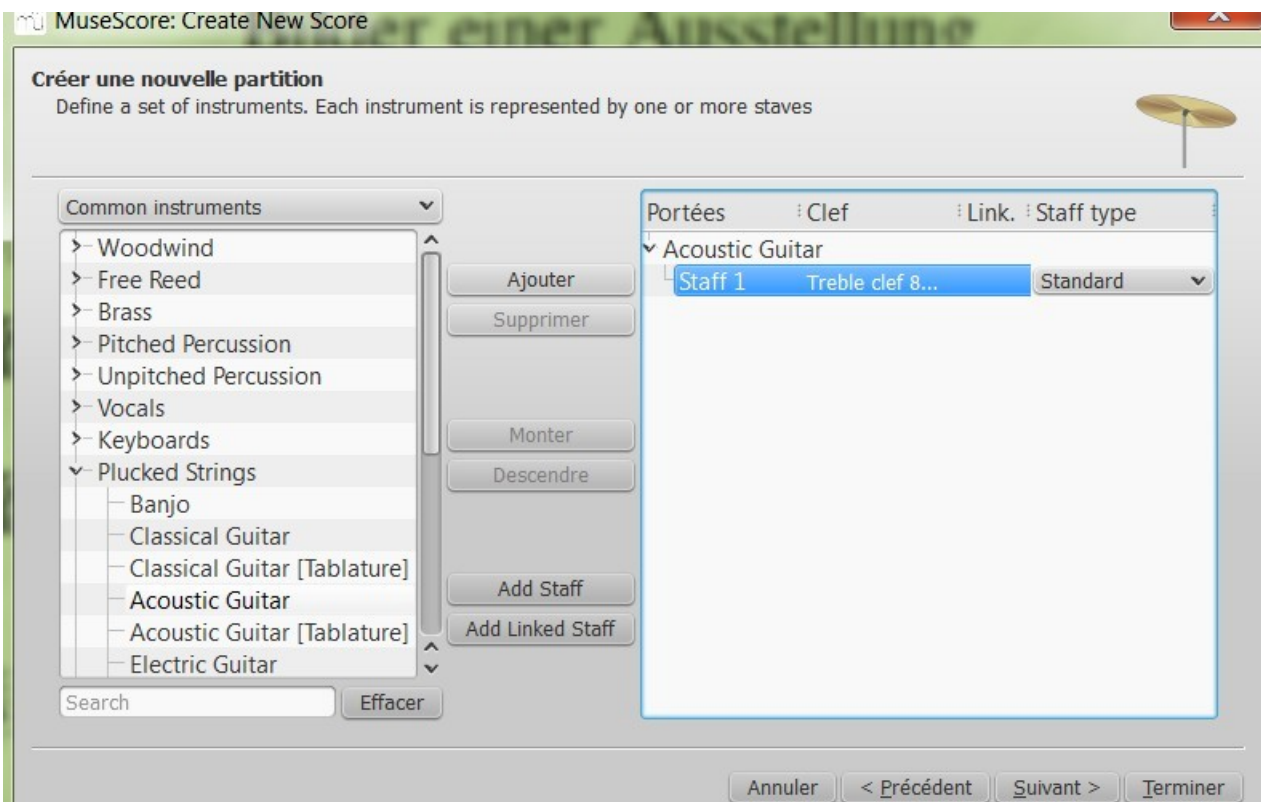 MuseScore: Create New Score
Bilder einer Ausstellung
Créer une nouvelle partition
Define a set of instruments. Each instrument is represented by one or more staves
Common instruments
Woodwind
Free Reed
Brass
Pitched Percussion
Unpitched Percussion
Vocals
Keyboards
Plucked Strings
Banjo
Classical Guitar
Classical Guitar [Tablature]
Acoustic Guitar
Acoustic Guitar [Tablature]
Electric Guitar
Search
Effacer
Ajouter
Supprimer
Monter
Descendre
Add Staff
Add Linked Staff
Portées Clef Link. Staff type
Acoustic Guitar
Staff 1 Treble clef 8... Standard
Annuler < Précédent Suivant > Terminer